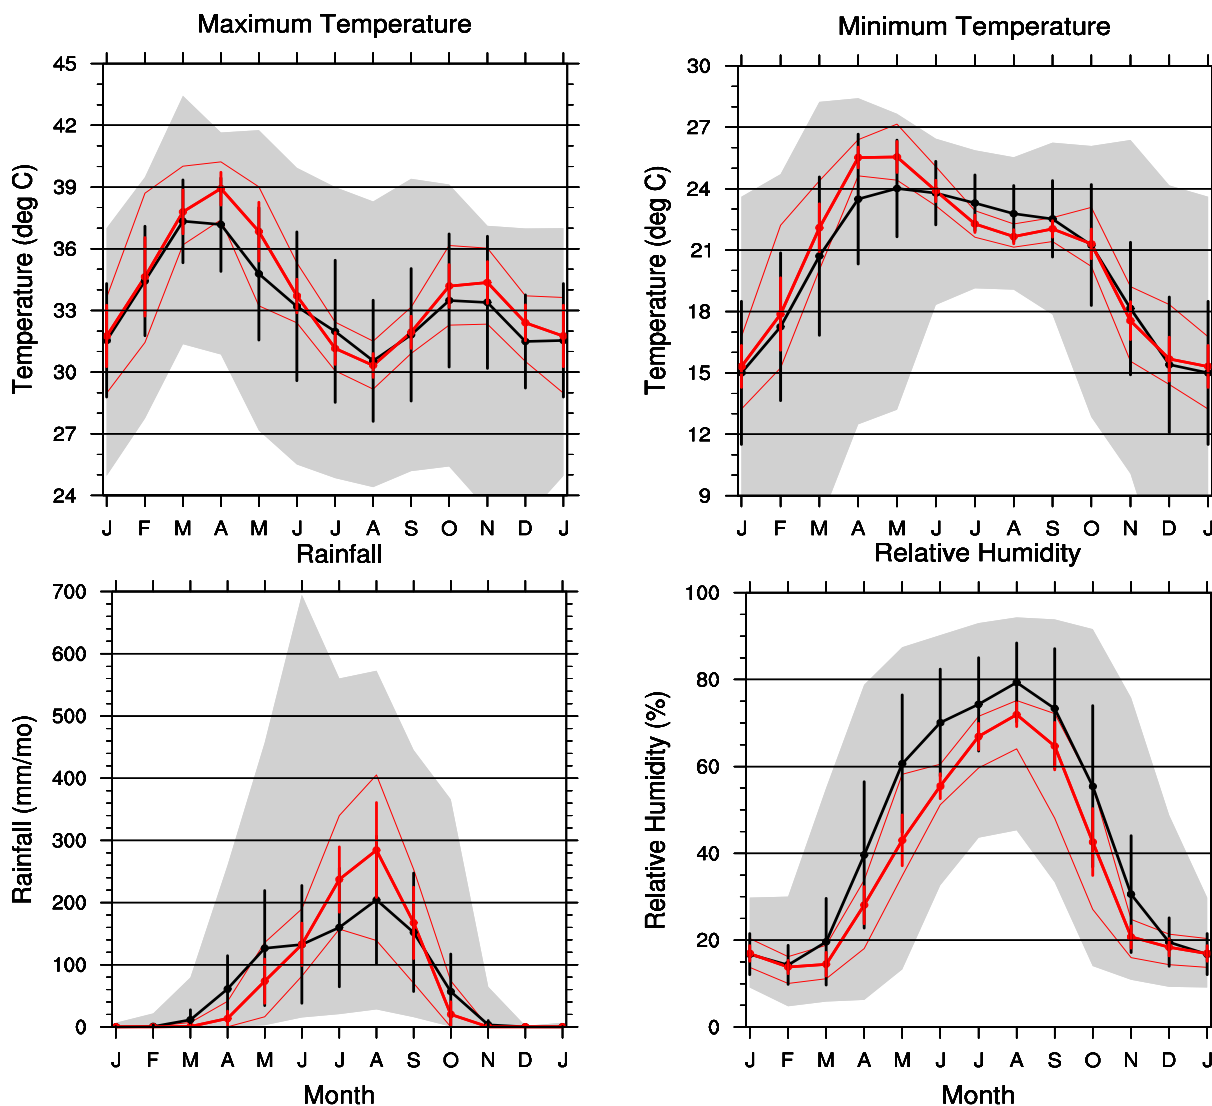 Maximum Temperature
Temperature (deg C)
45
42
39
36
33
30
27
24
J F M A M J J A S O N D J
Minimum Temperature
Temperature (deg C)
30
27
24
21
18
15
12
9
J F M A M J J A S O N D J
Rainfall
Rainfall (mm/mo)
700
600
500
400
300
200
100
0
J F M A M J J A S O N D J
Month
Relative Humidity
Relative Humidity (%)
100
80
60
40
20
0
J F M A M J J A S O N D J
Month